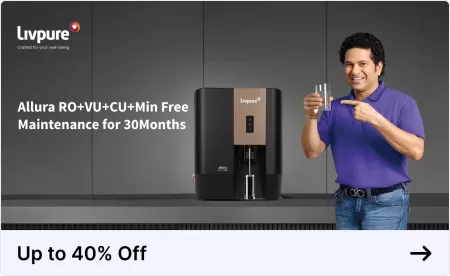 Livpure
Crafted for your well-being
Allura RO+VU+CU+Min Free
Maintenance for 30Months
Livpure
Up to 40% Off